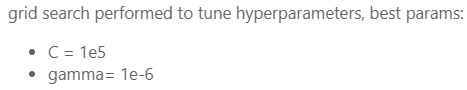 grid search performed to tune hyperparameters, best params:
• C = 1e5
• gamma= 1e-6